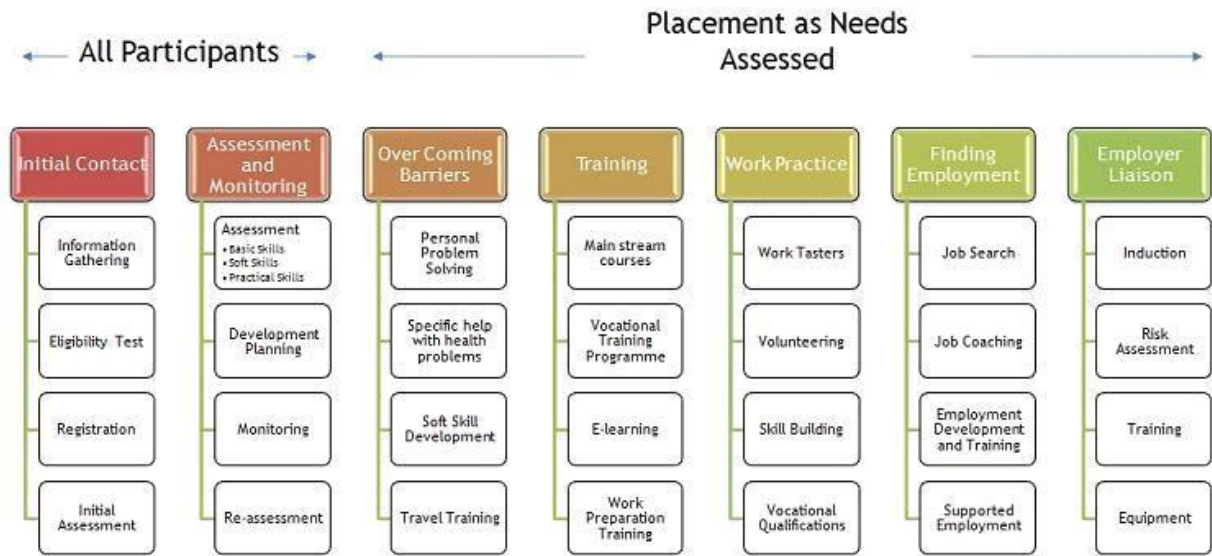 All Participants
Placement as Needs
Assessed
Initial Contact
Information
Gathering
Eligibility Test
Registration
Initial
Assessment
Assessment
and
Monitoring
Assessment
• Basic Skills
• Soft Skills
• Practical Skills
Development
Planning
Monitoring
Re-assessment
Over Coming
Barriers
Personal
Problem
Solving
Specific help
with health
problems
Soft Skill
Development
Travel Training
Training
Main stream
courses
Vocational
Training
Programme
E-learning
Work
Preparation
Training
Work Practice
Work Tasters
Volunteering
Skill Building
Vocational
Qualifications
Finding
Employment
Job Search
Job Coaching
Employment
Development
and Training
Supported
Employment
Employer
Liaison
Induction
Risk
Assessment
Training
Equipment